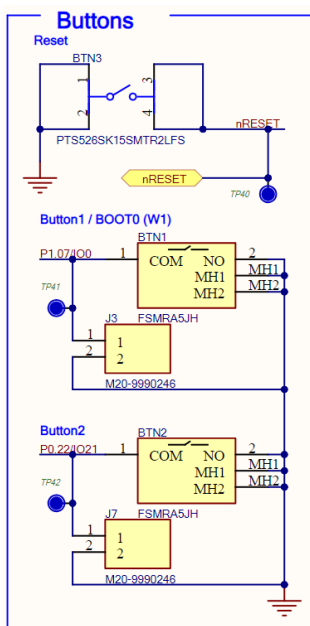 Buttons
Reset
BTN3
1
2
3
4
nRESET
PTS526SK15SMTR2LFS
nRESET
TP40
Button1 / BOOT0 (W1)
P1.07/IO0
BTN1
1
COM
NO
2
MH1
MH1
MH2
MH2
TP41
J3
FSMRA5JH
1
1
2
2
M20-9990246
Button2
P0.22/IO21
BTN2
1
COM
NO
2
MH1
MH1
MH2
MH2
TP42
J7
FSMRA5JH
1
1
2
2
M20-9990246